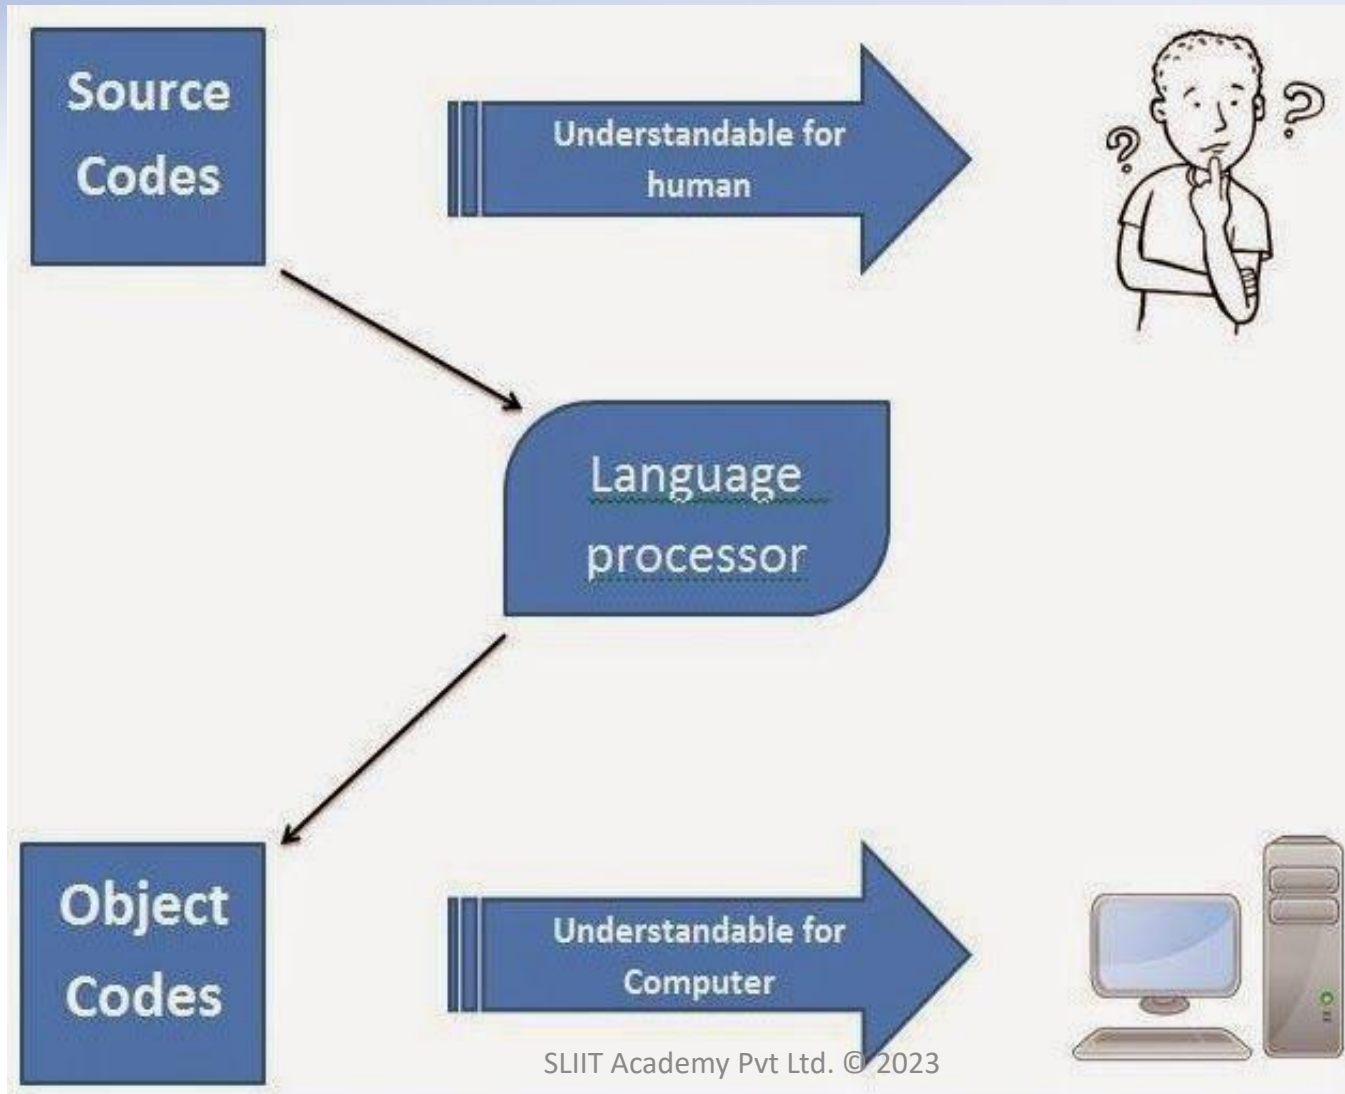 Source
Codes
Understandable for
human
?
?
Language
processor
Object
Codes
Understandable for
Computer
SLIIT Academy Pvt Ltd. © 2023